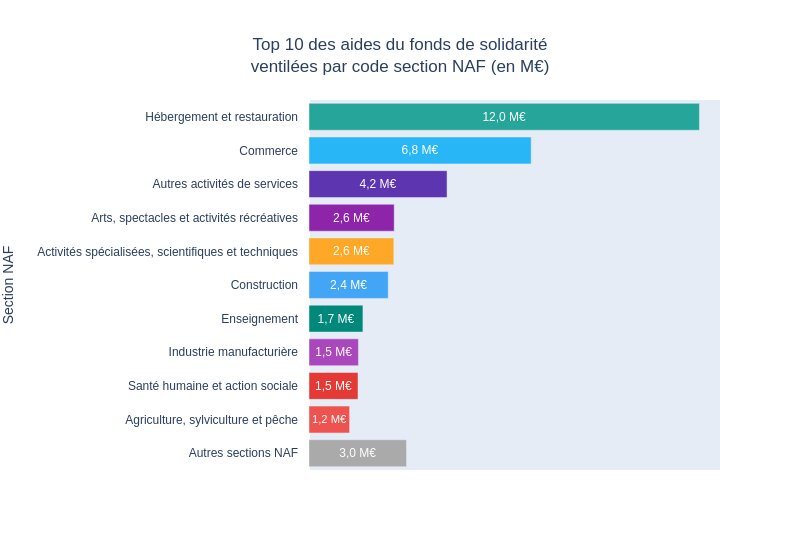 Top 10 des aides du fonds de solidarité
ventilées par code section NAF (en M€)
Section NAF
Hébergement et restauration 12,0 M€
Commerce 6,8 M€
Autres activités de services 4,2 M€
Arts, spectacles et activités récréatives 2,6 M€
Activités spécialisées, scientifiques et techniques 2,6 M€
Construction 2,4 M€
Enseignement 1,7 M€
Industrie manufacturière 1,5 M€
Santé humaine et action sociale 1,5 M€
Agriculture, sylviculture et pêche 1,2 M€
Autres sections NAF 3,0 M€